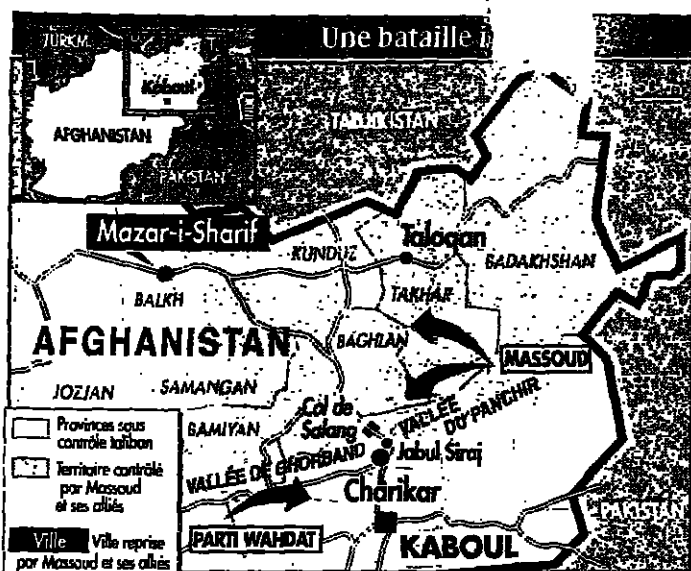 Une bataille
TURKM.
Kaboul
AFGHANISTAN
PAKISTAN
TADJIKISTAN
Mazar-i-Sharif
KUNDUZ
Taloqan
BADAKHSHAN
BALKH
TAKHAR
AFGHANISTAN
BAGHLAN
MASSOUD
JOZJAN
SAMANGAN
Col de
Salang
VALLÉE
DU PANCHIR
BAMIYAN
Jabul Siraj
VALLÉE DE GHORBAND
Charikar
PAKISTAN
PARTI WAHDAT
KABOUL
Provinces sous
contrôle taliban
Territoire contrôlé
par Massoud
et ses alliés
Ville
Ville reprise
par Massoud et ses alliés